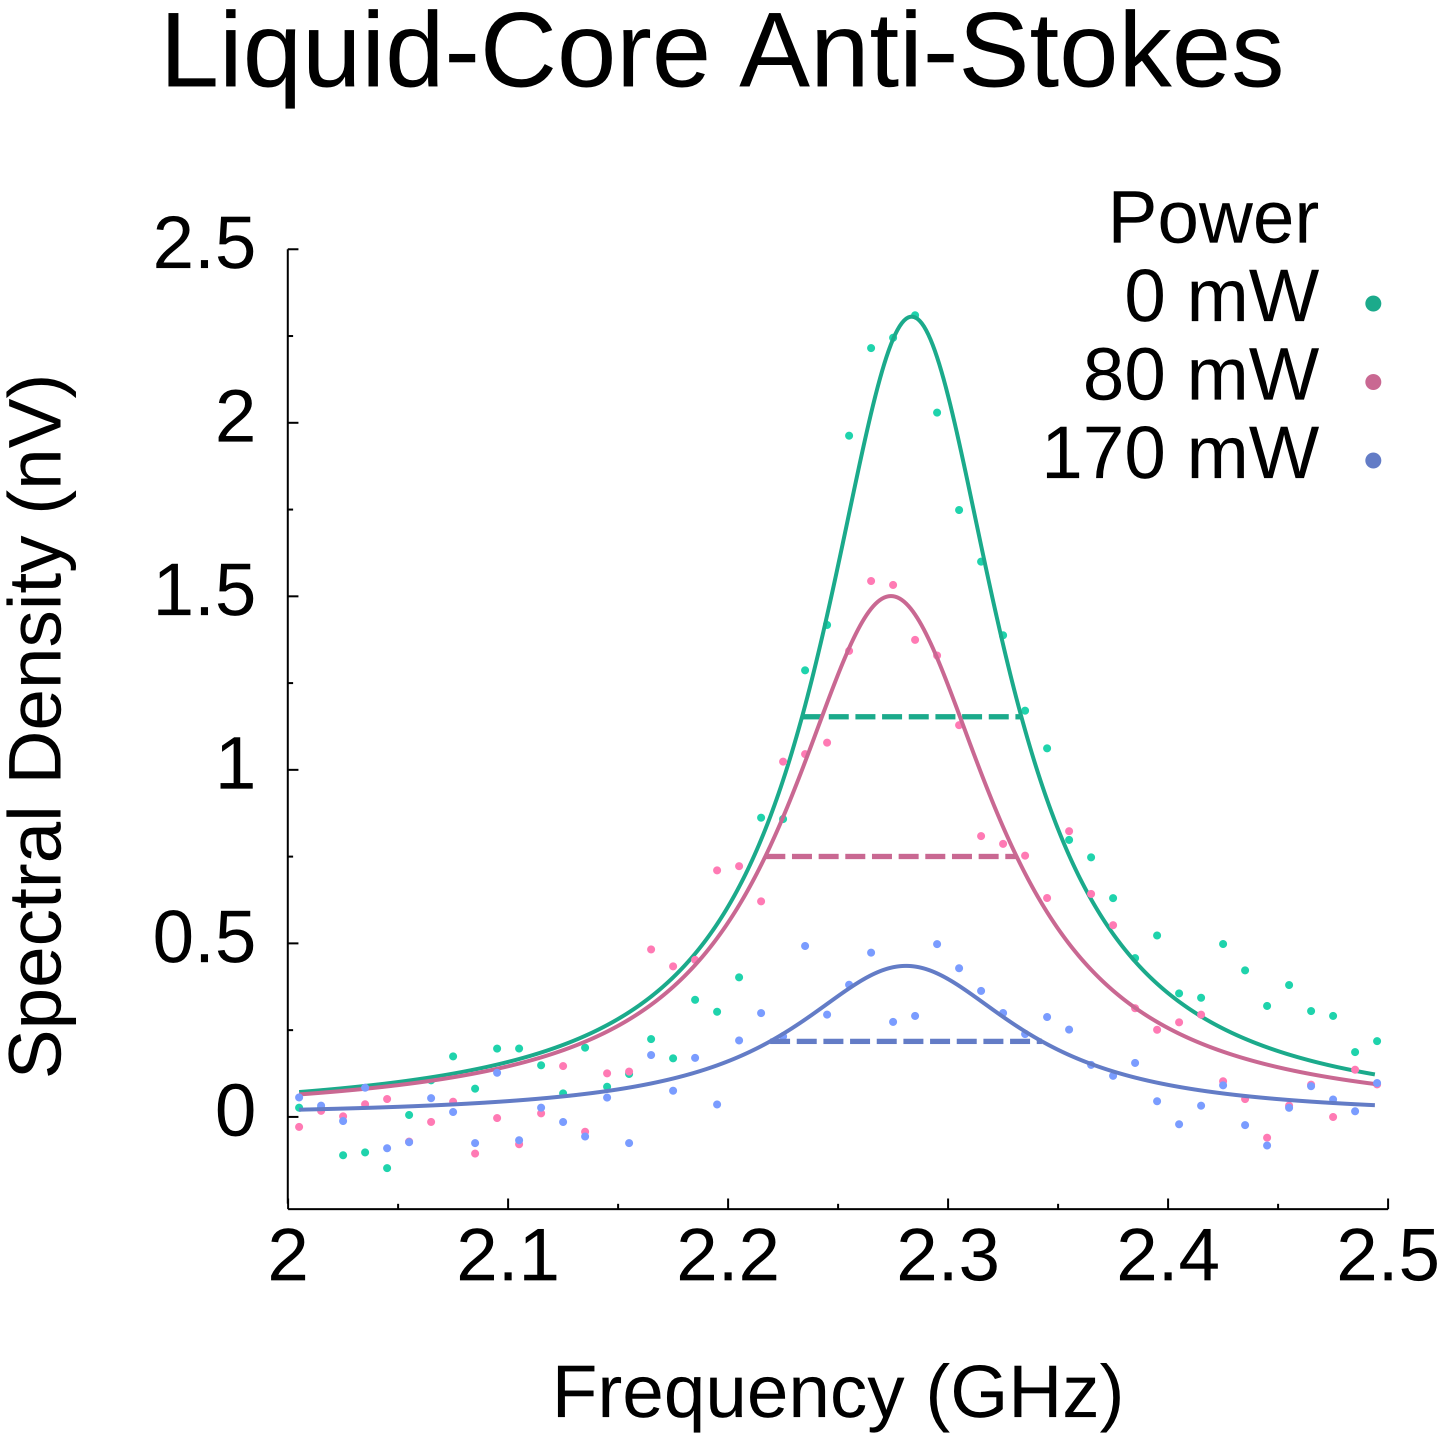 Liquid-Core Anti-Stokes
Power
0 mW
80 mW
170 mW
2.5
2
1.5
1
0.5
0
Spectral Density (nV)
2 2.1 2.2 2.3 2.4 2.5
Frequency (GHz)